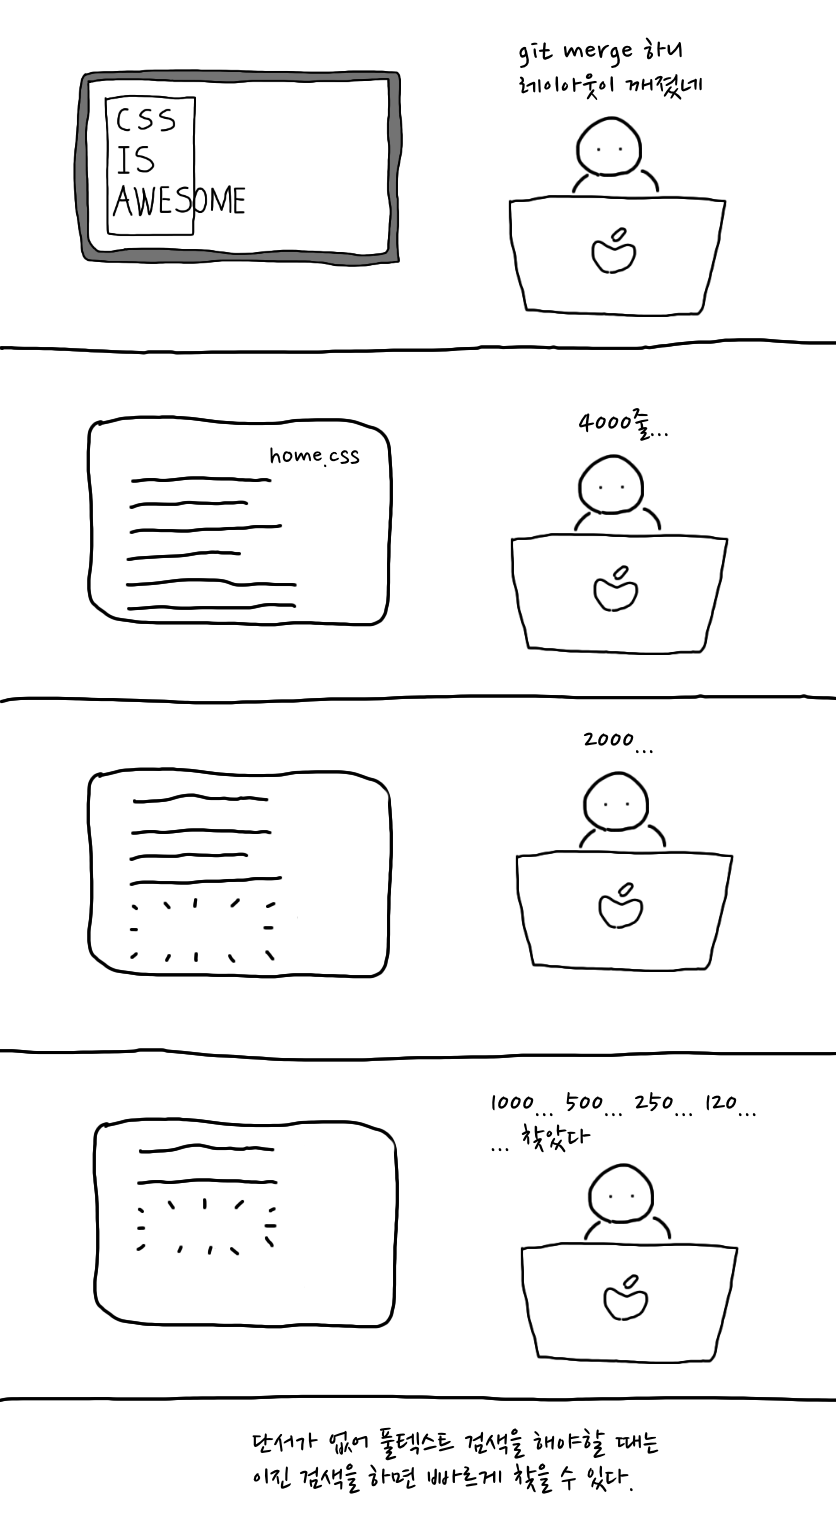 git merge 하니
레이아웃이 깨졌네
CSS
IS
AWESOME
4000줄...
home.css
2000...
1000... 500... 250... 120...
... 찾았다
단서가 없어 풀텍스트 검색을 해야할 때는
이진 검색을 하면 빠르게 찾을 수 있다.